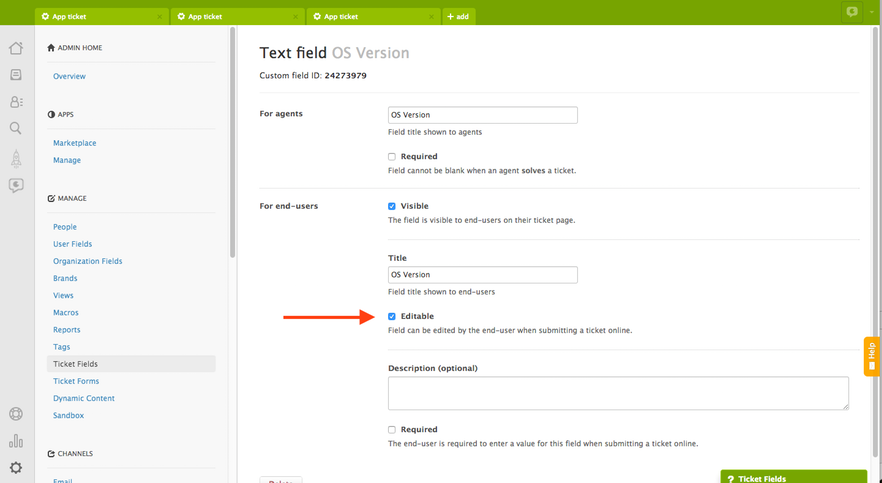 App ticket
App ticket
App ticket
+ add
ADMIN HOME
Overview
APPS
Marketplace
Manage
MANAGE
People
User Fields
Organization Fields
Brands
Views
Macros
Reports
Tags
Ticket Fields
Ticket Forms
Dynamic Content
Sandbox
CHANNELS
Email
Text field OS Version
Custom field ID: 24273979
For agents
OS Version
Field title shown to agents
Required
Field cannot be blank when an agent solves a ticket.
For end-users
Visible
The field is visible to end-users on their ticket page.
Title
OS Version
Field title shown to end-users
Editable
Field can be edited by the end-user when submitting a ticket online.
Description (optional)
Required
The end-user is required to enter a value for this field when submitting a ticket online.
Delete
Help
? Ticket Fields